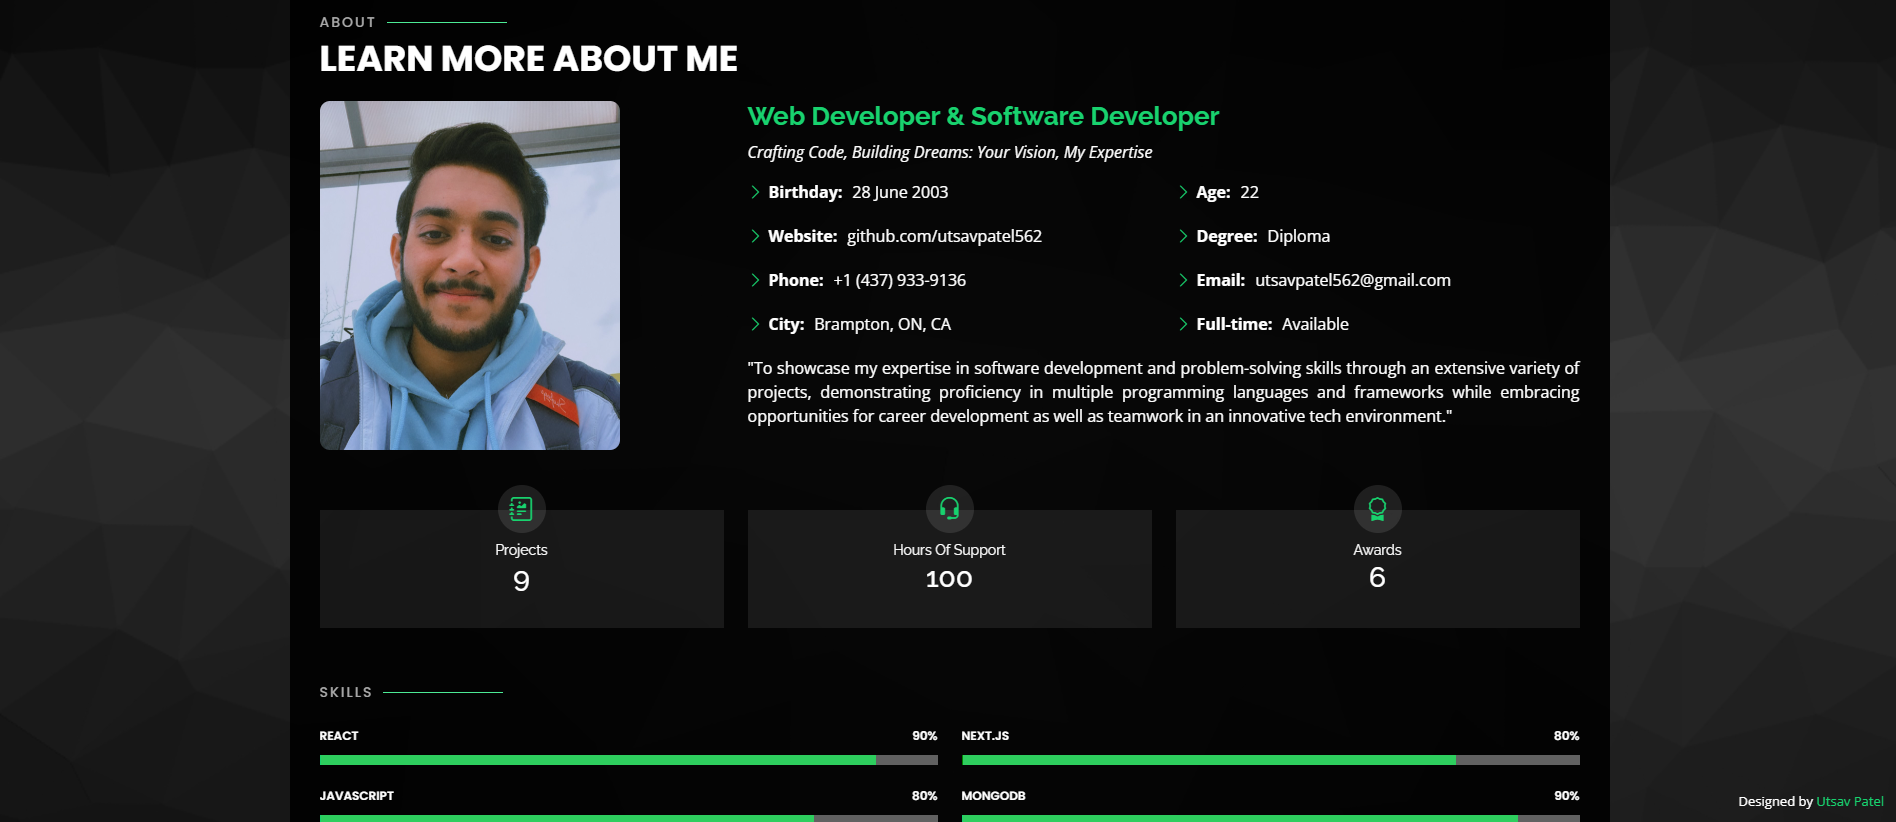 ABOUT
LEARN MORE ABOUT ME
Web Developer & Software Developer
Crafting Code, Building Dreams: Your Vision, My Expertise
Birthday: 28 June 2003
Age: 22
Website: github.com/utsavpatel562
Degree: Diploma
Phone: +1 (437) 933-9136
Email: utsavpatel562@gmail.com
City: Brampton, ON, CA
Full-time: Available
"To showcase my expertise in software development and problem-solving skills through an extensive variety of
projects, demonstrating proficiency in multiple programming languages and frameworks while embracing
opportunities for career development as well as teamwork in an innovative tech environment."
Projects
9
Hours Of Support
100
Awards
6
SKILLS
REACT 90%
NEXT.JS 80%
JAVASCRIPT 80%
MONGODB 90%
Designed by Utsav Patel